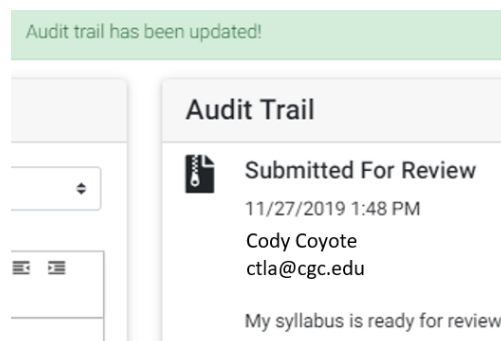 Audit trail has been updated!
Audit Trail
Submitted For Review
11/27/2019 1:48 PM
Cody Coyote
ctla@cgc.edu
My syllabus is ready for review